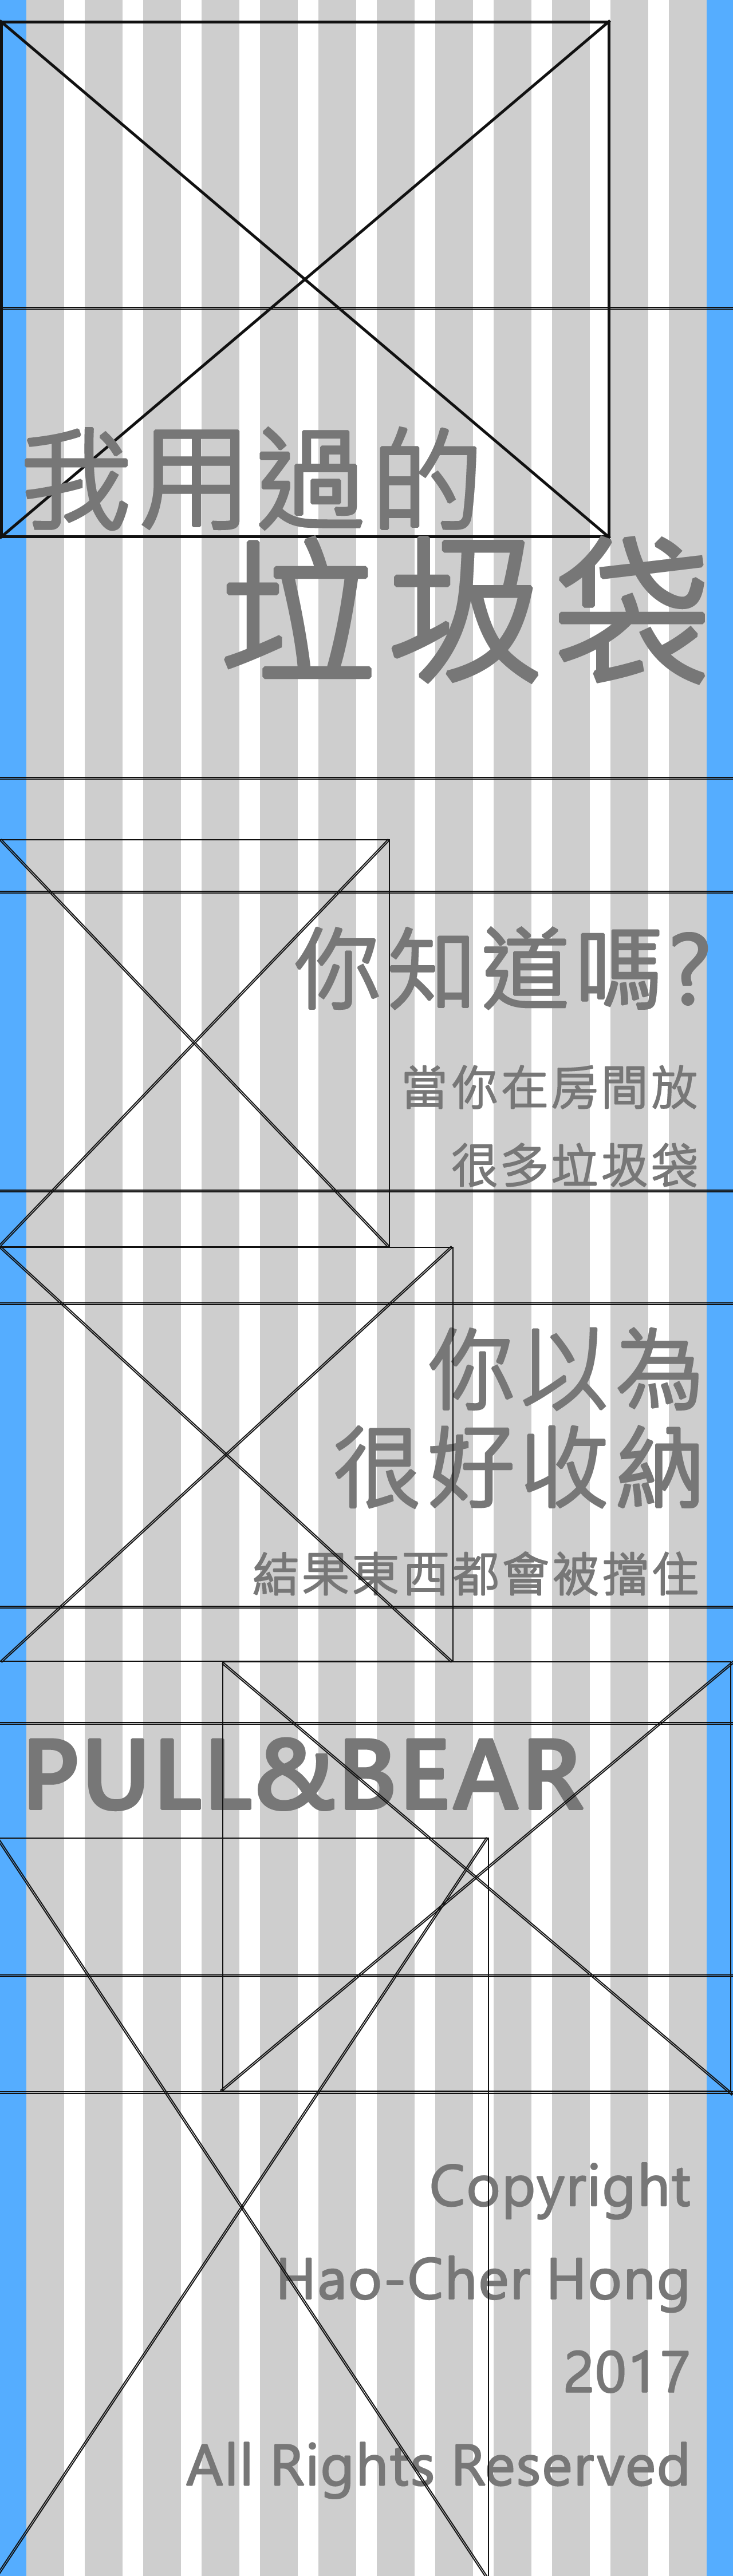 我用過的
垃圾袋
你知道嗎?
當你在房間放
很多垃圾袋
你以為
很好收納
結果東西都會被擋住
PULL&BEAR
Copyright
Hao-Cher Hong
2017
All Rights Reserved